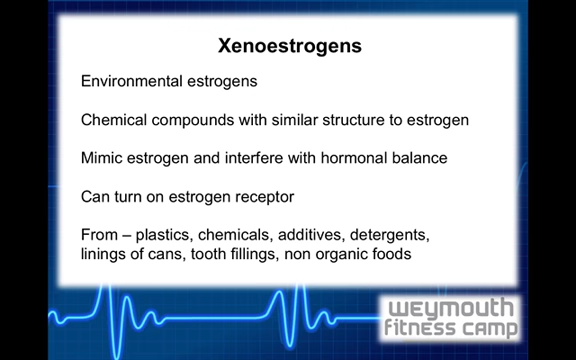 Xenoestrogens
Environmental estrogens
Chemical compounds with similar structure to estrogen
Mimic estrogen and interfere with hormonal balance
Can turn on estrogen receptor
From – plastics, chemicals, additives, detergents,
linings of cans, tooth fillings, non organic foods
weymouth
fitness camp